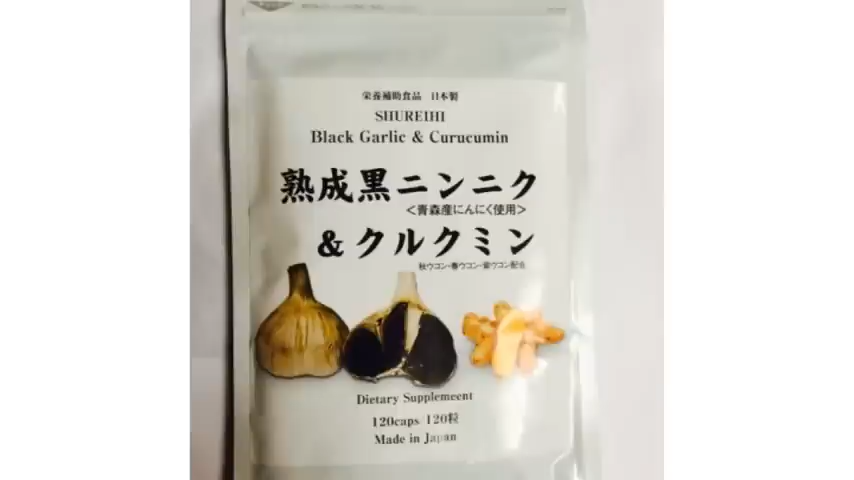 栄養補助食品 日本製
SHUREIHI
Black Garlic & Curucumin
熟成黒ニンニク
<青森産にんにく使用>
&クルクミン
秋ウコン・春ウコン・紫ウコン配合
Dietary Supplemeent
120caps 120粒
Made in Japan